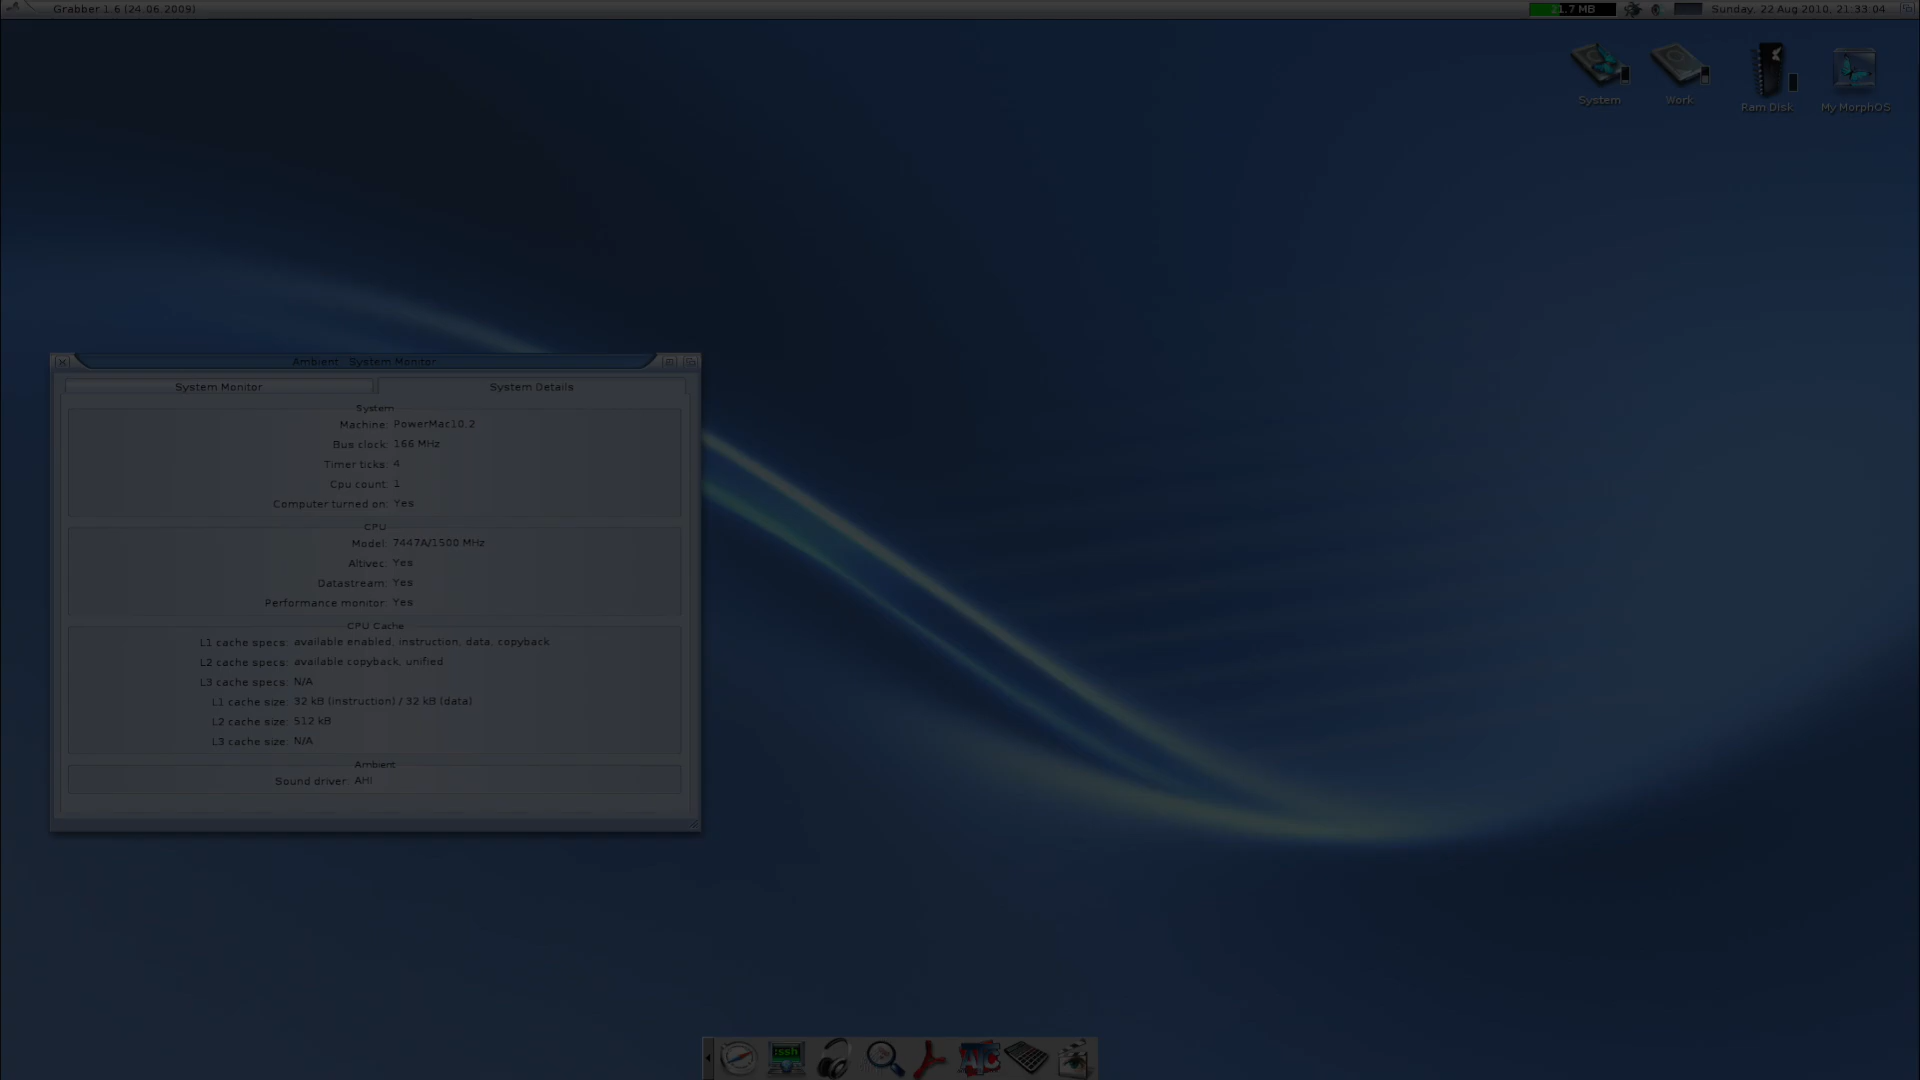 Grabber 1.6 (24.06.2009)
21.7 MB
Sunday, 22 Aug 2010, 21:33:04
System
Work
Ram Disk
My MorphOS
Ambient - System Monitor
System Monitor
System Details
System
Machine: PowerMac10,2
Bus clock: 166 MHz
Timer ticks: 4
Cpu count: 1
Computer turned on: Yes
CPU
Model: 7447A/1500 MHz
Altivec: Yes
Datastream: Yes
Performance monitor: Yes
CPU Cache
L1 cache specs: available enabled, instruction, data, copyback
L2 cache specs: available copyback, unified
L3 cache specs: N/A
L1 cache size: 32 kB (instruction) / 32 kB (data)
L2 cache size: 512 kB
L3 cache size: N/A
Ambient
Sound driver: AHI
issh